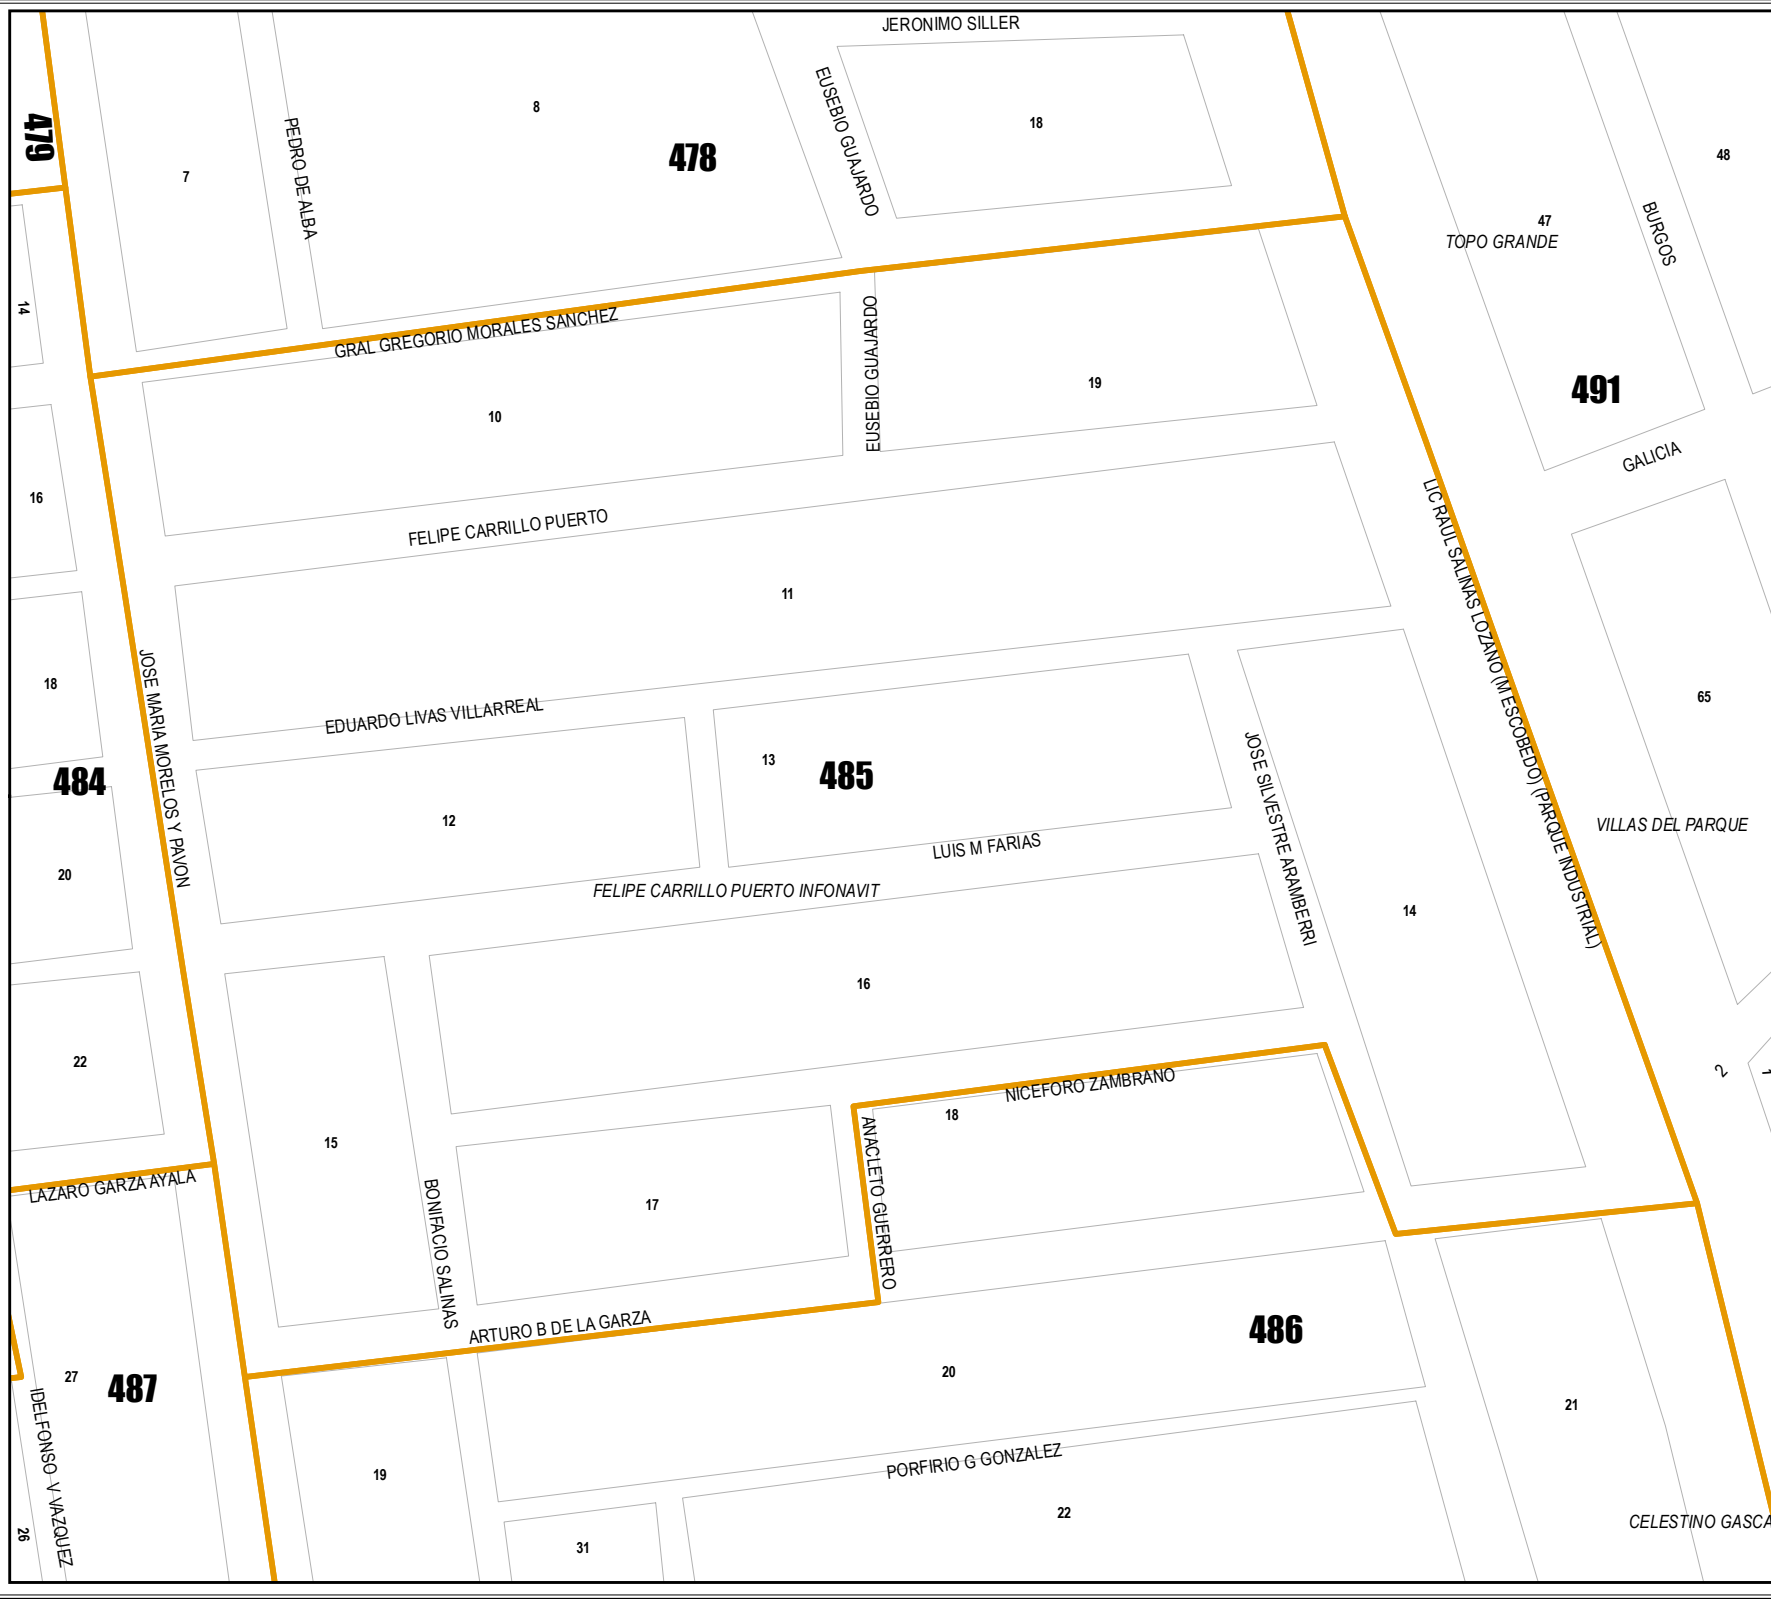 JERONIMO SILLER
EUSEBIO GUAJARDO
8
18
479
PEDRO DE ALBA
478
48
7
47
TOPO GRANDE
BURGOS
14
GRAL GREGORIO MORALES SANCHEZ
EUSEBIO GUAJARDO
19
491
10
GALICIA
16
FELIPE CARRILLO PUERTO
LIC RAUL SALINAS LOZANO (M ESCOBEDO) (PARQUE INDUSTRIAL)
11
18
JOSE MARIA MORELOS Y PAVON
65
EDUARDO LIVAS VILLARREAL
13
485
484
JOSE SILVESTRE ARAMBERRI
12
VILLAS DEL PARQUE
LUIS M FARIAS
20
FELIPE CARRILLO PUERTO INFONAVIT
14
16
22
2
NICEFORO ZAMBRANO
18
15
ANACLETO GUERRERO
LAZARO GARZA AYALA
BONIFACIO SALINAS
17
ARTURO B DE LA GARZA
486
27
487
20
IDELFONSO V VAZQUEZ
21
PORFIRIO G GONZALEZ
19
22
CELESTINO GASCA
26
31